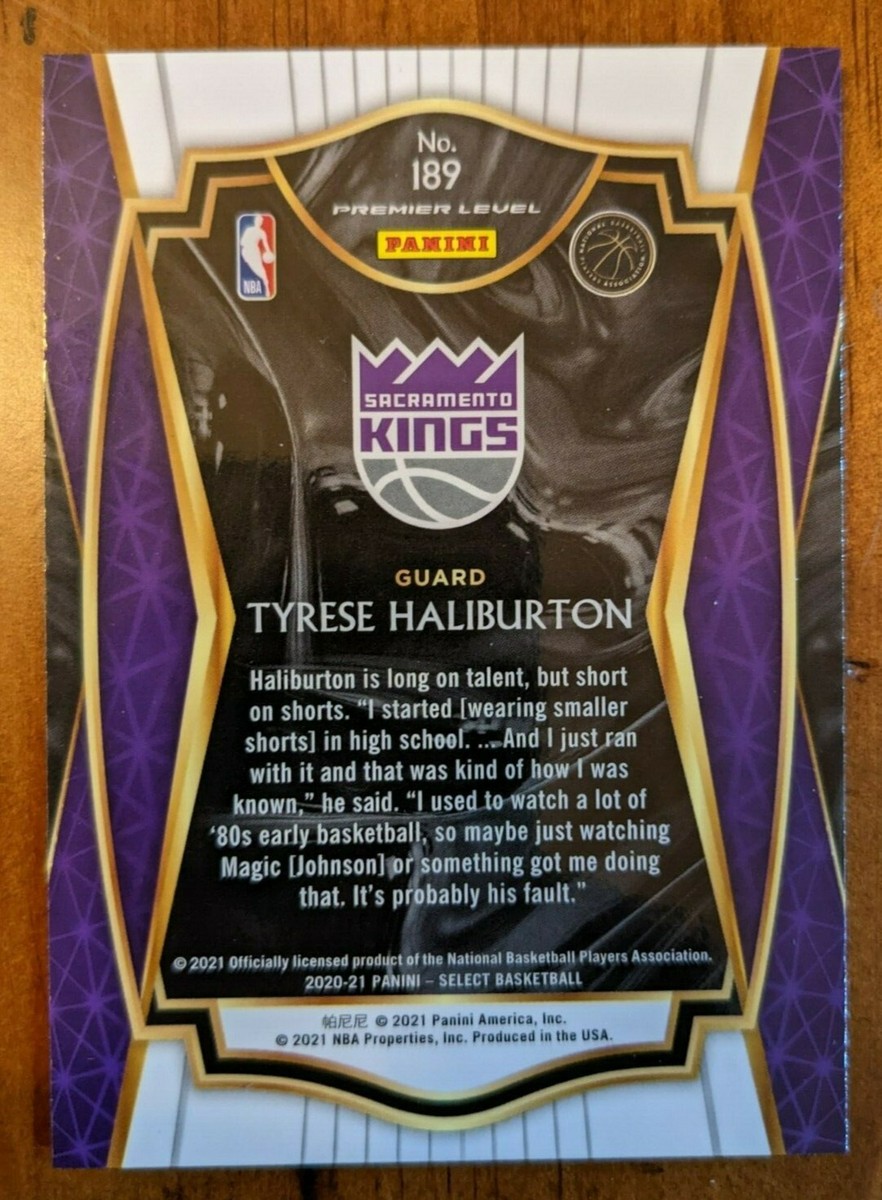 No.
189
PREMIER LEVEL
PANINI
NBA
NATIONAL BASKETBALL
PLAYERS ASSOCIATION
SACRAMENTO
KINGS
GUARD
TYRESE HALIBURTON
Haliburton is long on talent, but short
on shorts. “I started [wearing smaller
shorts] in high school. ... And I just ran
with it and that was kind of how I was
known,” he said. “I used to watch a lot of
‘80s early basketball, so maybe just watching
Magic [Johnson] or something got me doing
that. It’s probably his fault.”
© 2021 Officially licensed product of the National Basketball Players Association.
2020-21 PANINI – SELECT BASKETBALL
帕尼尼 © 2021 Panini America, Inc.
© 2021 NBA Properties, Inc. Produced in the USA.